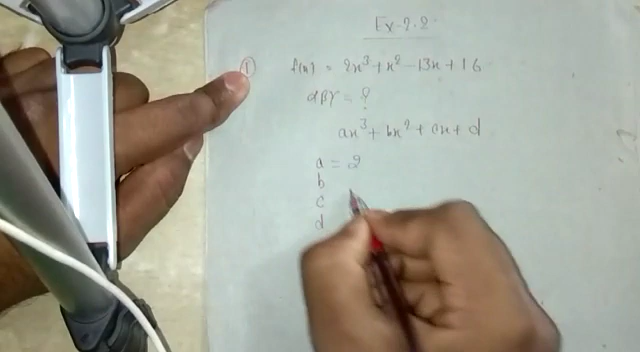 Ex-2.2
① f(x) = 2x³+x²-13x+16
αβγ = ?
ax³+bx²+cx+d
a = 2
b
c
d